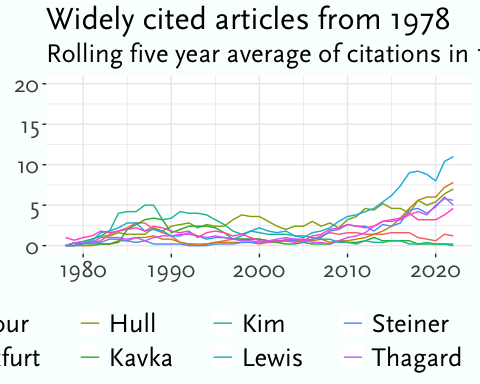 Widely cited articles from 1978
Rolling five year average of citations in
20
15
10
5
0
1980 1990 2000 2010 2020
our Hull Kim Steiner
furt Kavka Lewis Thagard